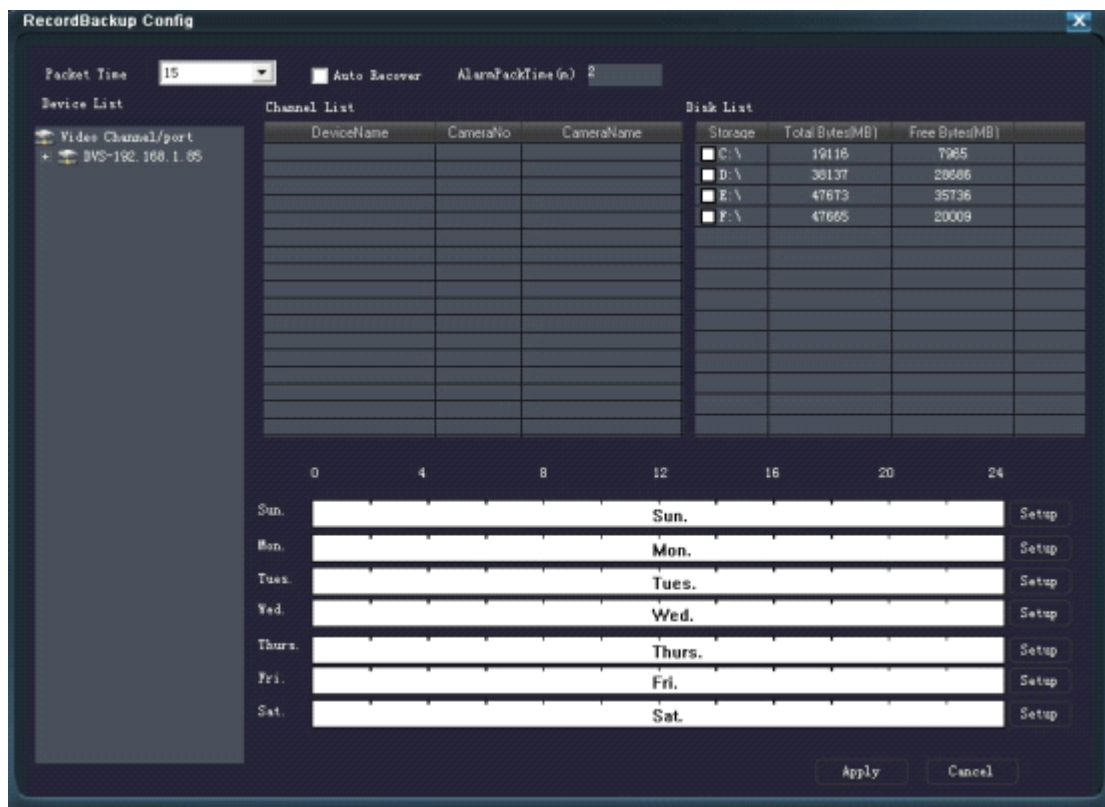 RecordBackup Config
X
Packet Time 15 Auto Recover AlarmPackTime(m) 2
Device List Channel List Disk List
Video Channel/port
+ DVS-192.168.1.85
DeviceName CameraNo CameraName
Storage Total Bytes(MB) Free Bytes(MB)
C:\ 19116 7965
D:\ 38137 28686
E:\ 47673 35736
F:\ 47665 20009
0 4 8 12 16 20 24
Sun. Sun. Setup
Mon. Mon. Setup
Tues. Tues. Setup
Wed. Wed. Setup
Thurs. Thurs. Setup
Fri. Fri. Setup
Sat. Sat. Setup
Apply Cancel